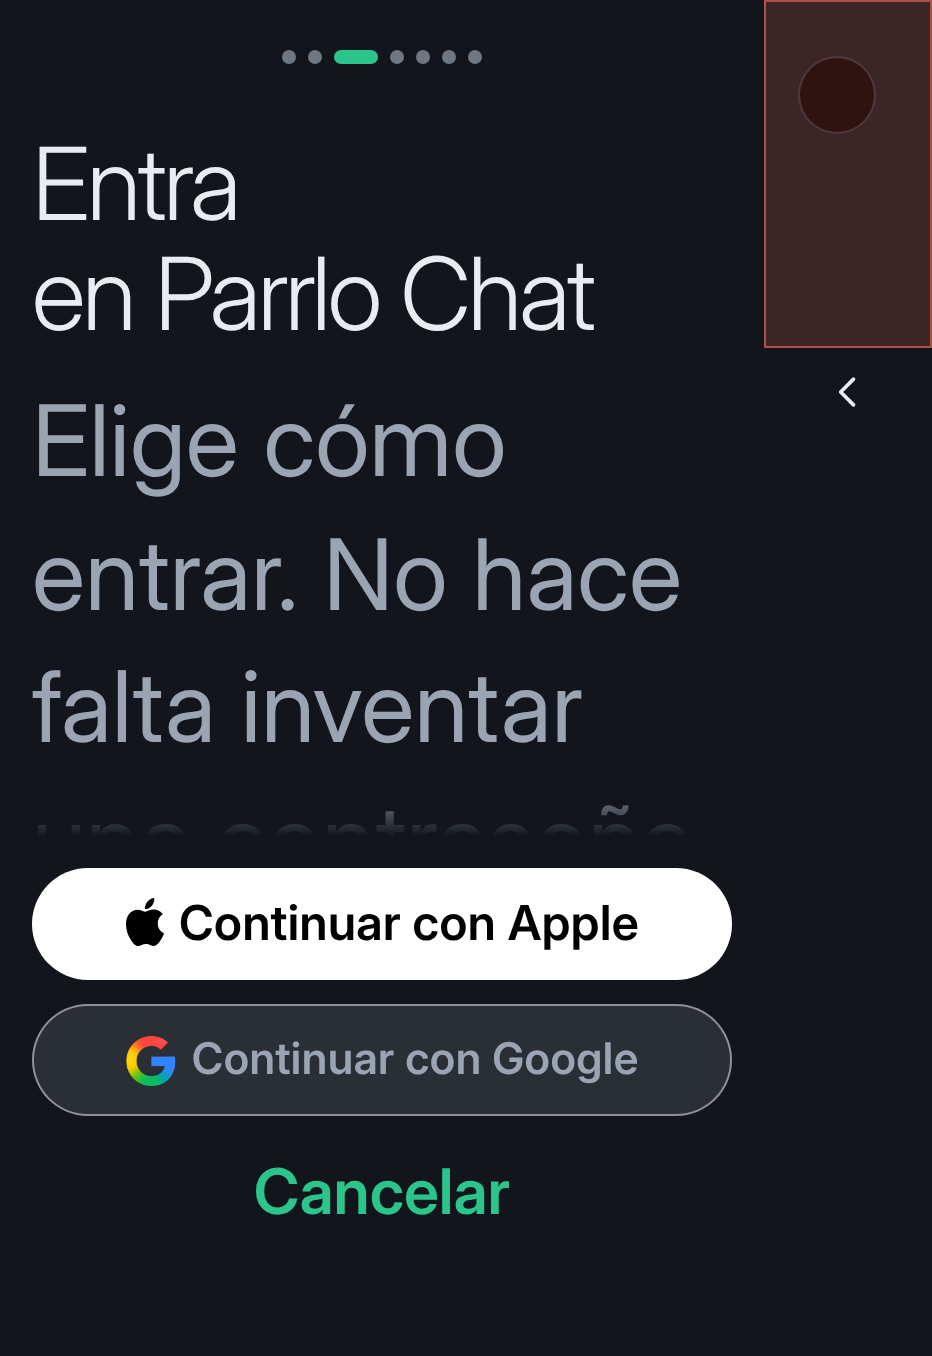 Entra
en Parrlo Chat
Elige cómo
entrar. No hace
falta inventar
Continuar con Apple
Continuar con Google
Cancelar